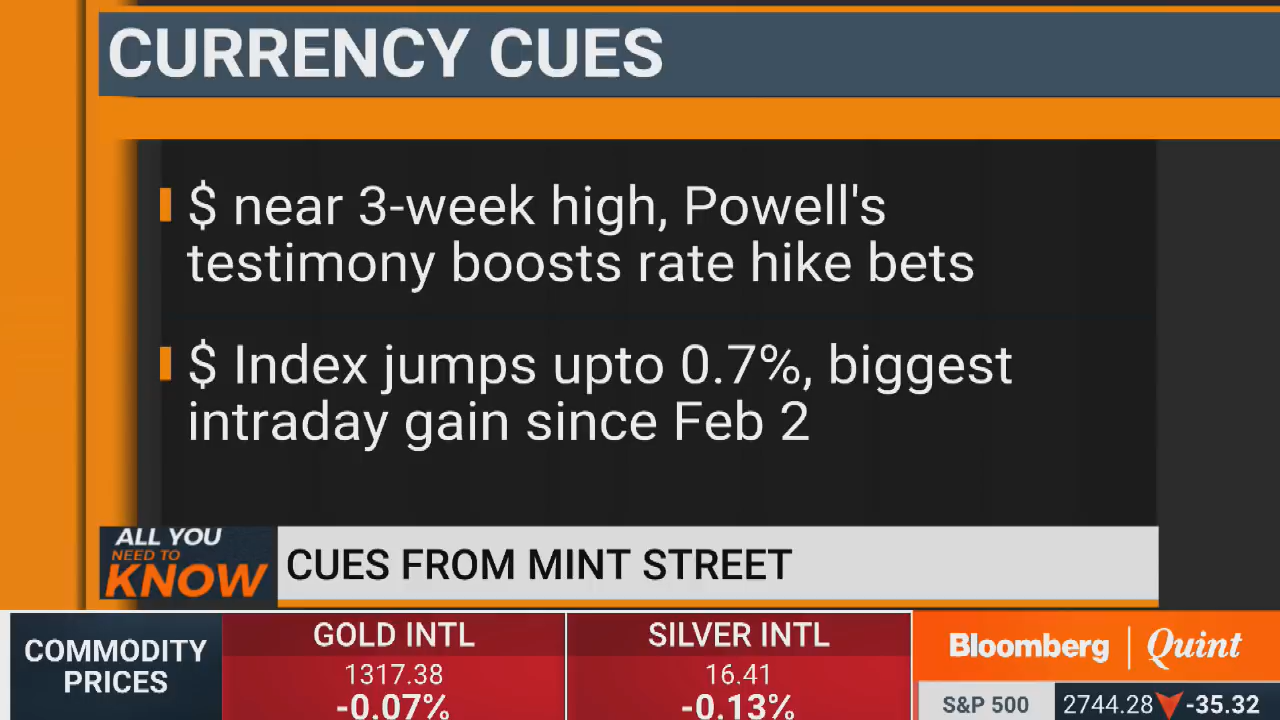 CURRENCY CUES
$ near 3-week high, Powell's
testimony boosts rate hike bets
$ Index jumps upto 0.7%, biggest
intraday gain since Feb 2
ALL YOU
NEED TO
KNOW
CUES FROM MINT STREET
COMMODITY
PRICES
GOLD INTL
1317.38
-0.07%
SILVER INTL
16.41
-0.13%
Bloomberg | Quint
S&P 500 2744.28 -35.32